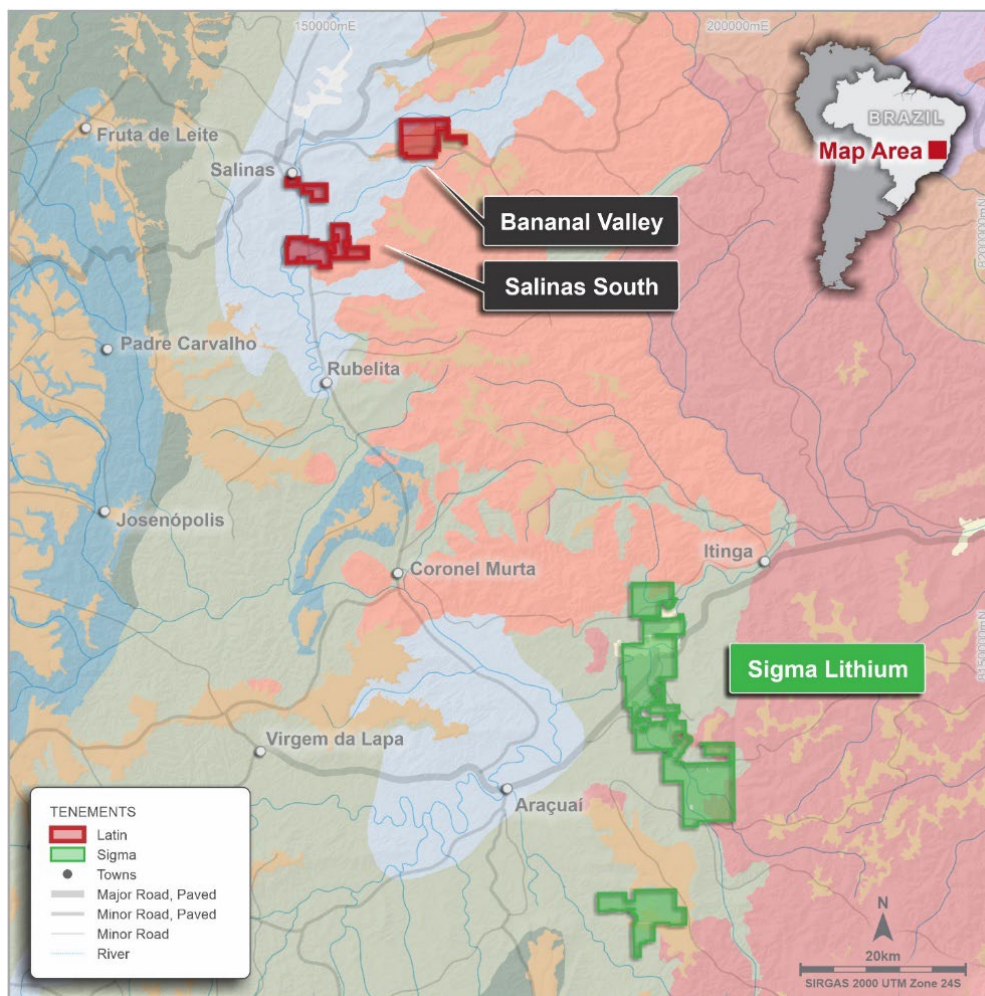 150000mE
200000mE
BRAZIL
Map Area
8200000mN
Fruta de Leite
Salinas
Bananal Valley
Salinas South
Padre Carvalho
Rubelita
Josenópolis
Coronel Murta
Itinga
8150000mN
Sigma Lithium
Virgem da Lapa
Araçuaí
TENEMENTS
Latin
Sigma
Towns
Major Road, Paved
Minor Road, Paved
Minor Road
River
N
20km
SIRGAS 2000 UTM Zone 24S